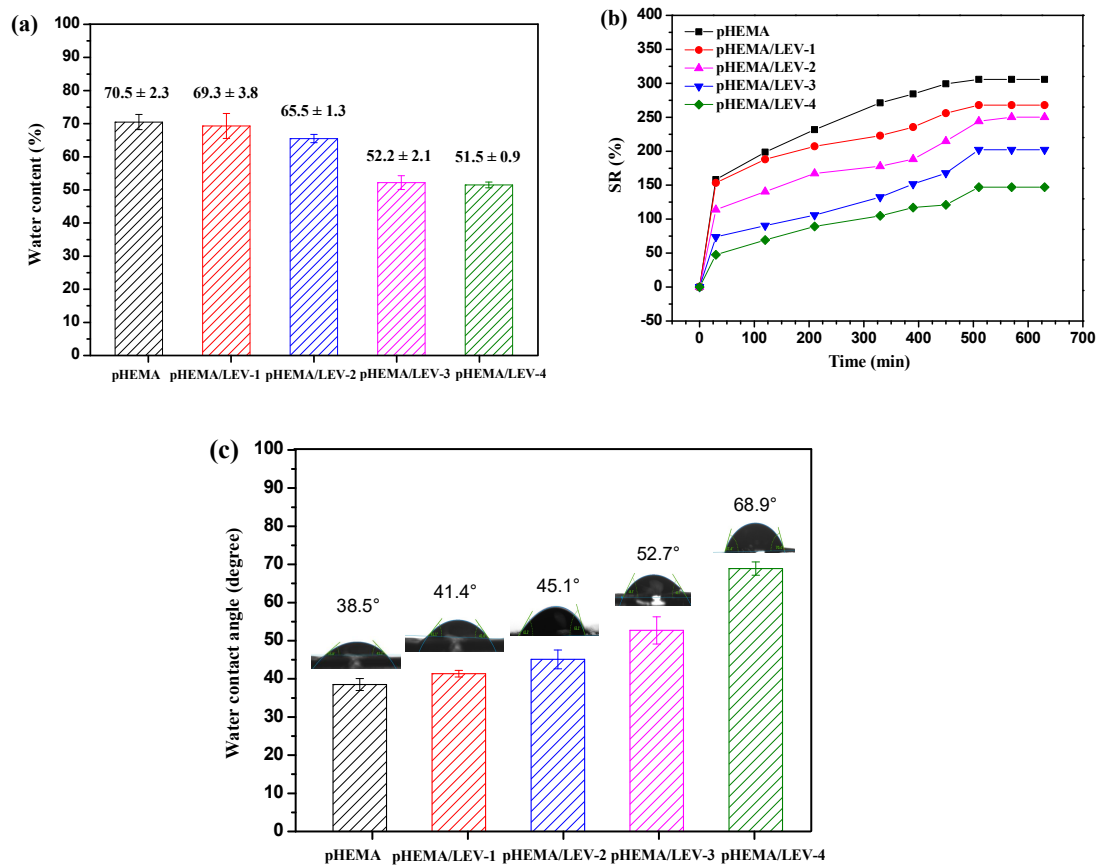 (a)
Water content (%)
100
90
80
70
60
50
40
30
20
10
0
70.5 ± 2.3
69.3 ± 3.8
65.5 ± 1.3
52.2 ± 2.1
51.5 ± 0.9
pHEMA pHEMA/LEV-1 pHEMA/LEV-2 pHEMA/LEV-3 pHEMA/LEV-4
(b)
SR (%)
400
350
300
250
200
150
100
50
0
-50
pHEMA
pHEMA/LEV-1
pHEMA/LEV-2
pHEMA/LEV-3
pHEMA/LEV-4
0 100 200 300 400 500 600 700
Time (min)
(c)
Water contact angle (degree)
100
90
80
70
60
50
40
30
20
10
0
38.5°
41.4°
45.1°
52.7°
68.9°
pHEMA pHEMA/LEV-1 pHEMA/LEV-2 pHEMA/LEV-3 pHEMA/LEV-4